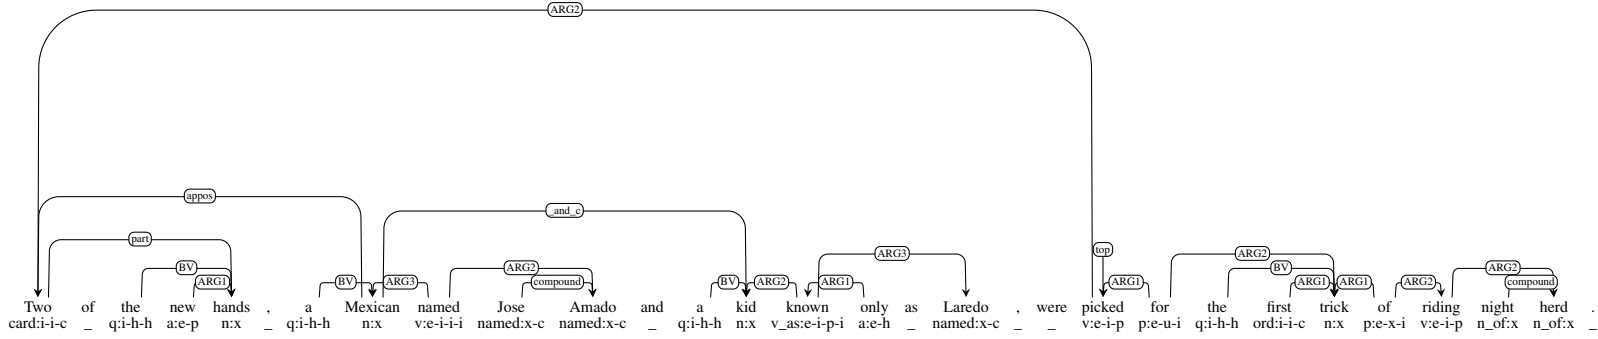 ARG2
appos
_and_c
part
top
ARG3
ARG2
BV ARG2 BV ARG2
ARG1 BV ARG3 compound BV ARG2 ARG1 ARG1 ARG1 ARG1 ARG2 compound
Two of the new hands , a Mexican named Jose Amado and a kid known only as Laredo , were picked for the first trick of riding night herd .
card:i-i-c _ q:i-h-h a:e-p n:x _ q:i-h-h n:x v:e-i-i-i named:x-c named:x-c _ q:i-h-h n:x v_as:e-i-p-i a:e-h _ named:x-c _ _ v:e-i-p p:e-u-i q:i-h-h ord:i-i-c n:x p:e-x-i v:e-i-p n_of:x n_of:x _